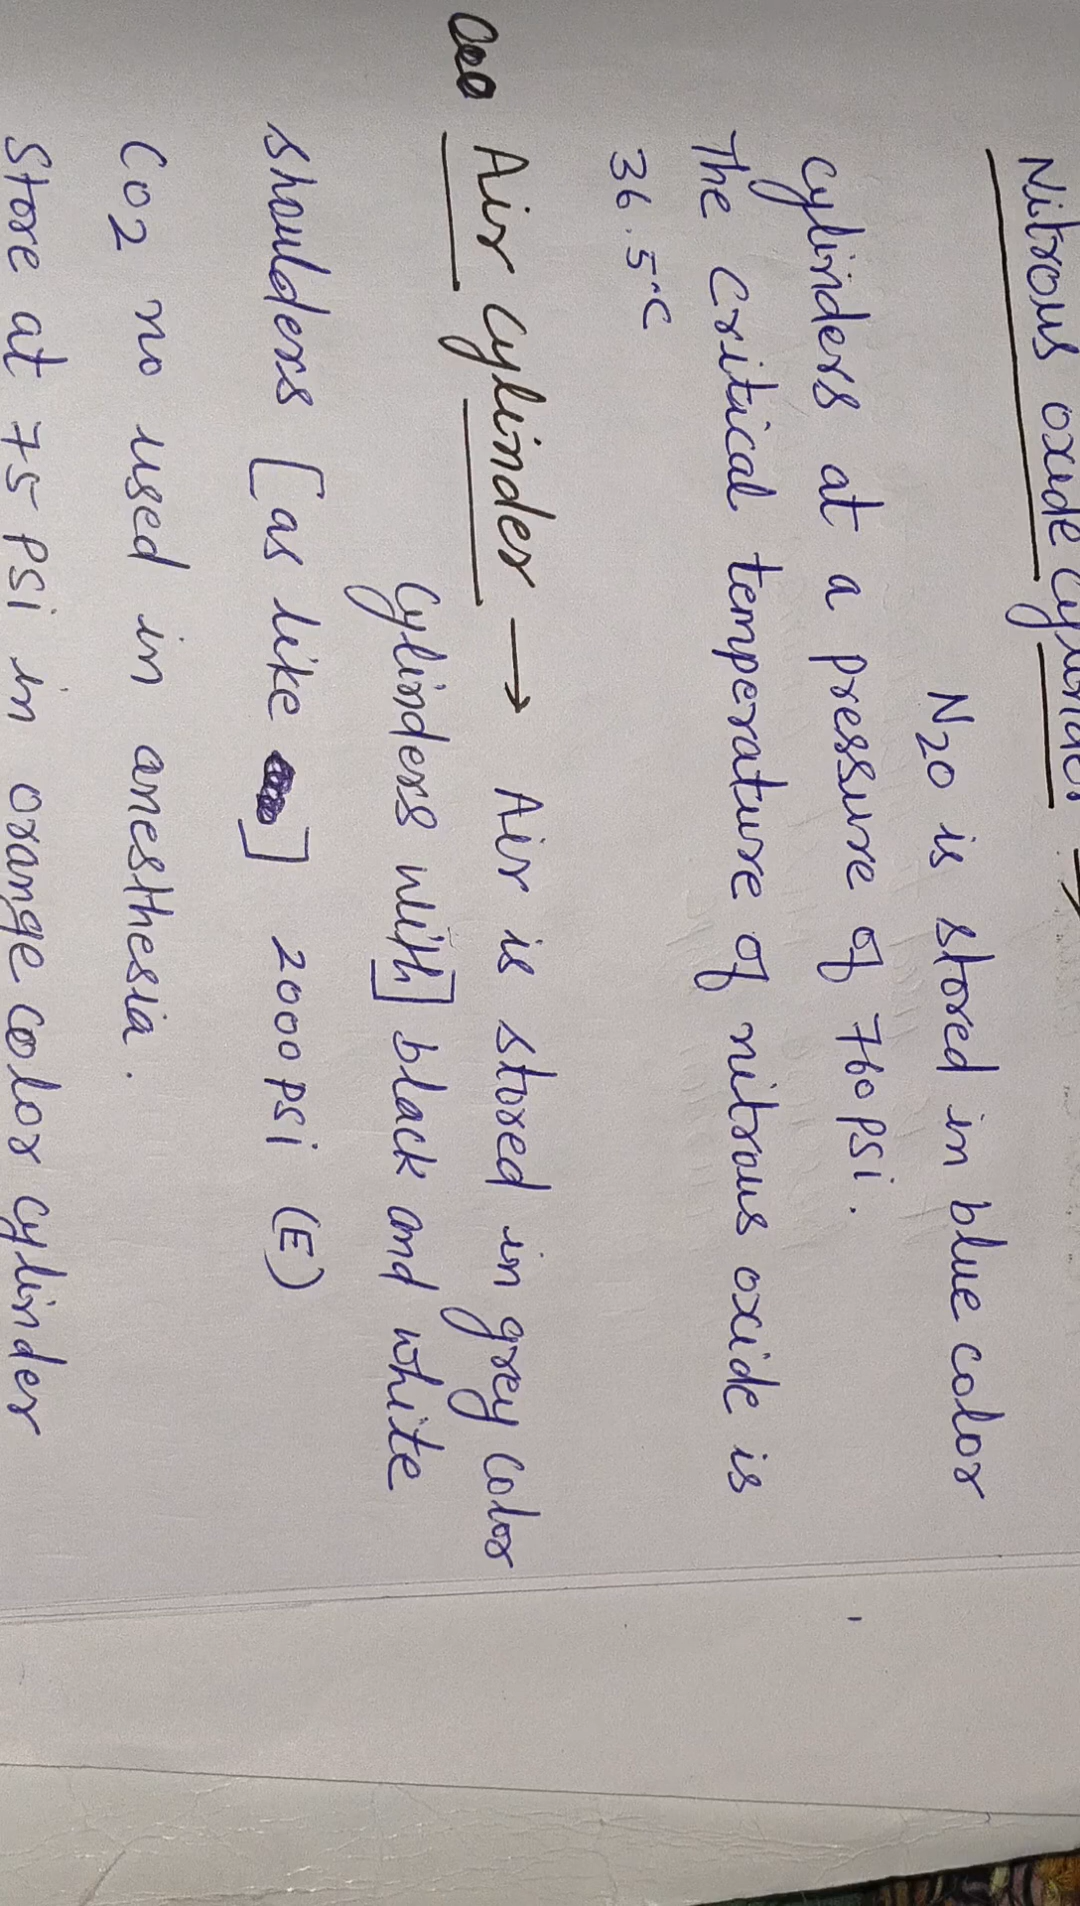 Nitrous oxide Cylinder →
N2O is stored in blue color
cylinders at a pressure of 760 psi.
The critical temperature of nitrous oxide is
36.5°C
Air Cylinder → Air is stored in grey color
cylinders with] black and white
shoulders [as like ] 2000 psi (E)
CO2 no used in anesthesia.
Store at 75 psi in orange color cylinder